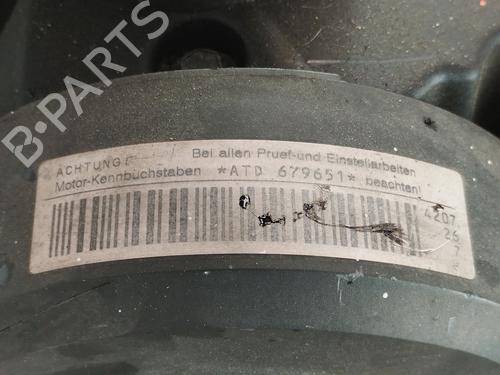 B-PARTS
ACHTUNG! Bei allen Pruef-und Einstellarbeiten
Motor-Kennbuchstaben *ATD 679651* beachten!
4207
26
7